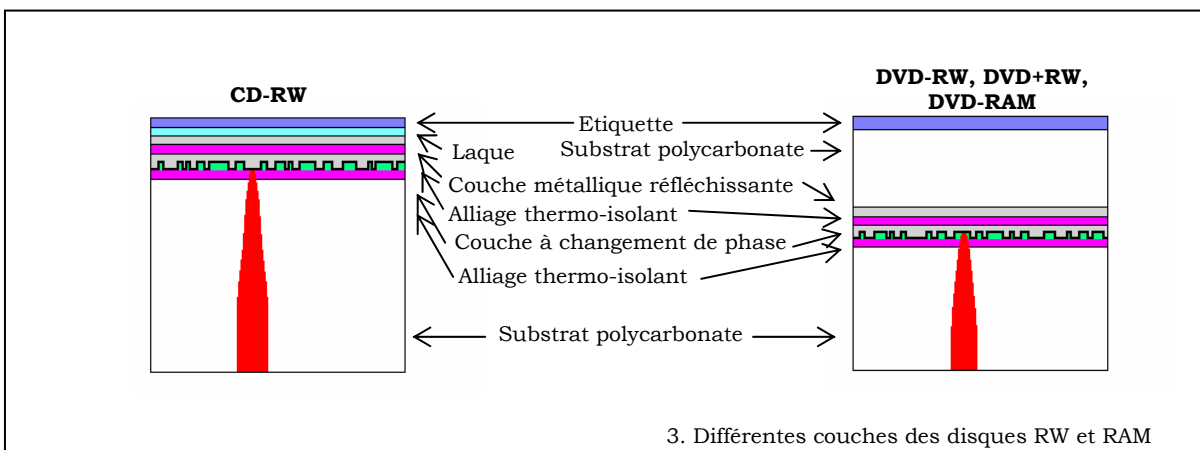 CD-RW
DVD-RW, DVD+RW,
DVD-RAM
Etiquette
Laque
Substrat polycarbonate
Couche métallique réfléchissante
Alliage thermo-isolant
Couche à changement de phase
Alliage thermo-isolant
Substrat polycarbonate
3. Différentes couches des disques RW et RAM